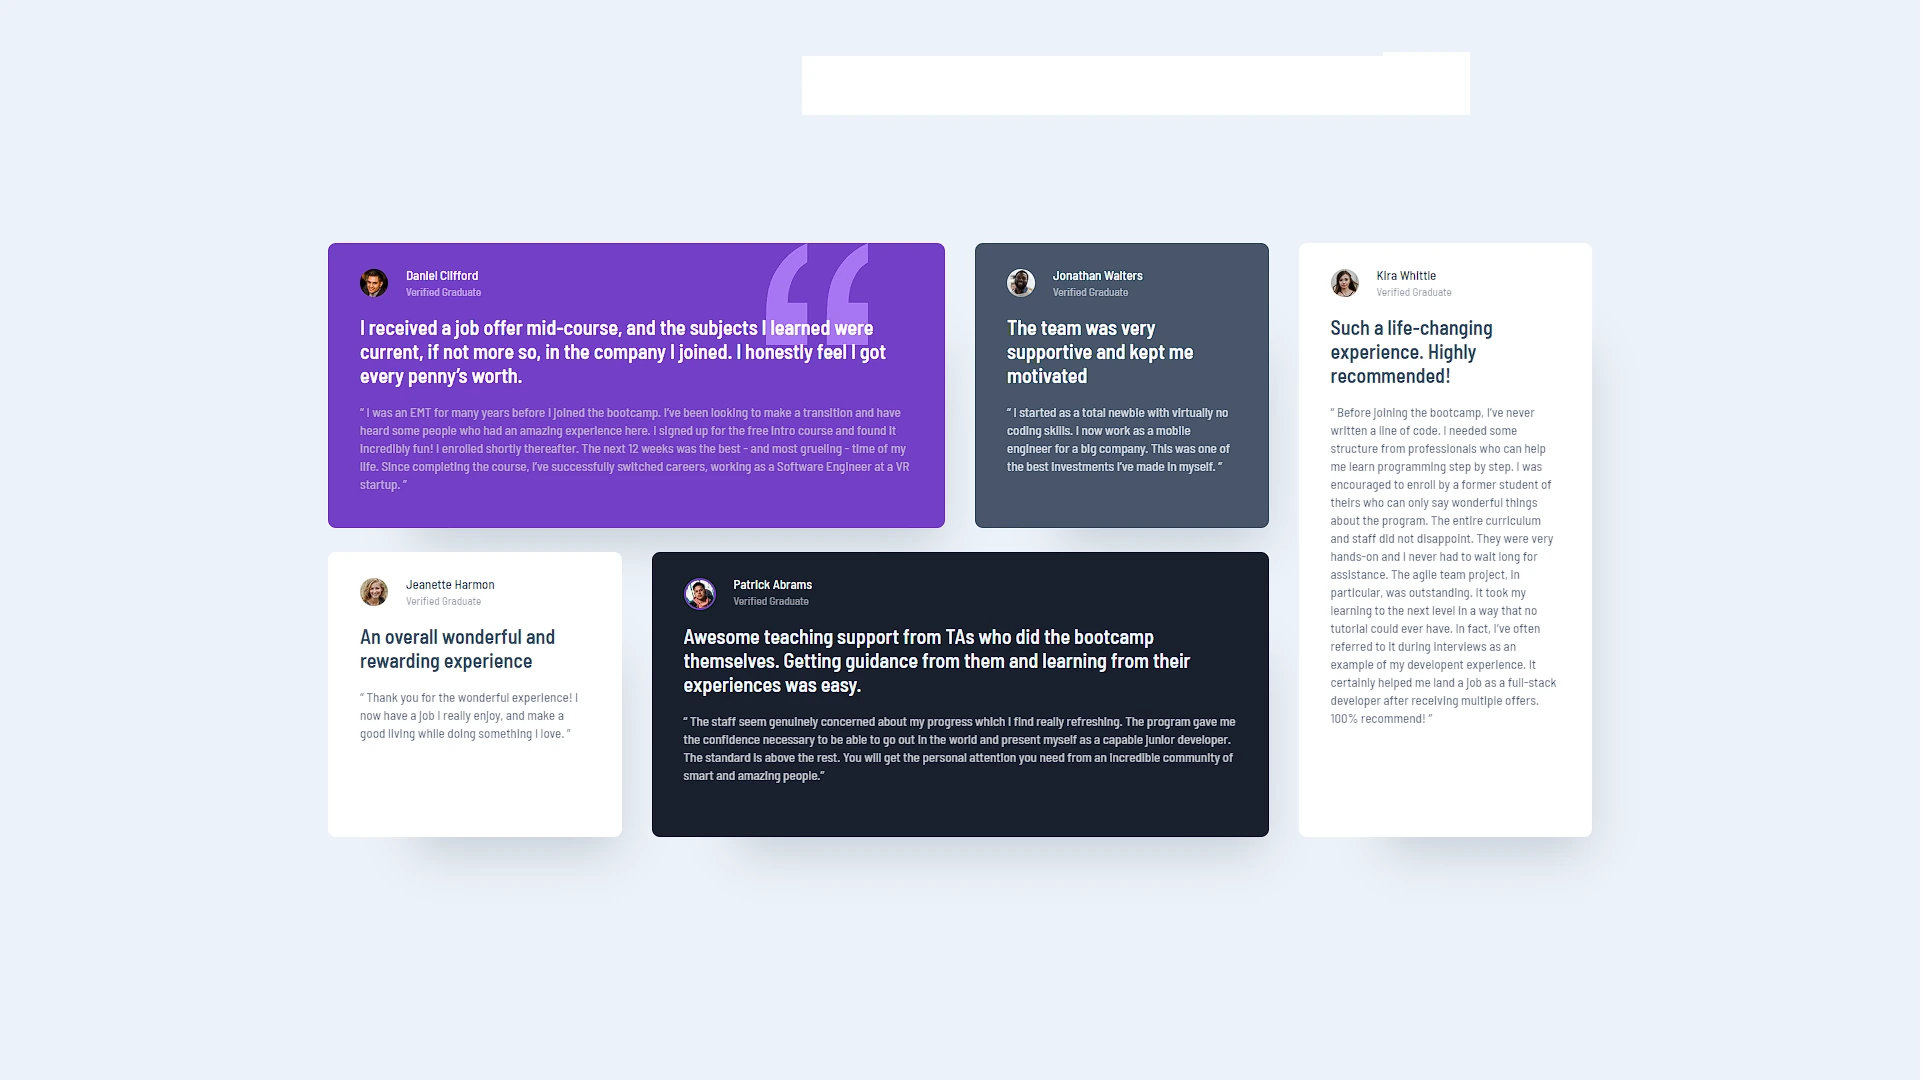 Daniel Clifford
Verified Graduate
I received a job offer mid-course, and the subjects I learned were
current, if not more so, in the company I joined. I honestly feel I got
every penny’s worth.
“ I was an EMT for many years before I joined the bootcamp. I’ve been looking to make a transition and have
heard some people who had an amazing experience here. I signed up for the free intro course and found it
incredibly fun! I enrolled shortly thereafter. The next 12 weeks was the best - and most grueling - time of my
life. Since completing the course, I’ve successfully switched careers, working as a Software Engineer at a VR
startup. ”
Jonathan Walters
Verified Graduate
The team was very
supportive and kept me
motivated
“ I started as a total newbie with virtually no
coding skills. I now work as a mobile
engineer for a big company. This was one of
the best investments I’ve made in myself. ”
Kira Whittle
Verified Graduate
Such a life-changing
experience. Highly
recommended!
“ Before joining the bootcamp, I’ve never
written a line of code. I needed some
structure from professionals who can help
me learn programming step by step. I was
encouraged to enroll by a former student of
theirs who can only say wonderful things
about the program. The entire curriculum
and staff did not disappoint. They were very
hands-on and I never had to wait long for
assistance. The agile team project, in
particular, was outstanding. It took my
learning to the next level in a way that no
tutorial could ever have. In fact, I’ve often
referred to it during interviews as an
example of my developent experience. It
certainly helped me land a job as a full-stack
developer after receiving multiple offers.
100% recommend! ”
Jeanette Harmon
Verified Graduate
An overall wonderful and
rewarding experience
“ Thank you for the wonderful experience! I
now have a job I really enjoy, and make a
good living while doing something I love. ”
Patrick Abrams
Verified Graduate
Awesome teaching support from TAs who did the bootcamp
themselves. Getting guidance from them and learning from their
experiences was easy.
“ The staff seem genuinely concerned about my progress which I find really refreshing. The program gave me
the confidence necessary to be able to go out in the world and present myself as a capable junior developer.
The standard is above the rest. You will get the personal attention you need from an incredible community of
smart and amazing people.”